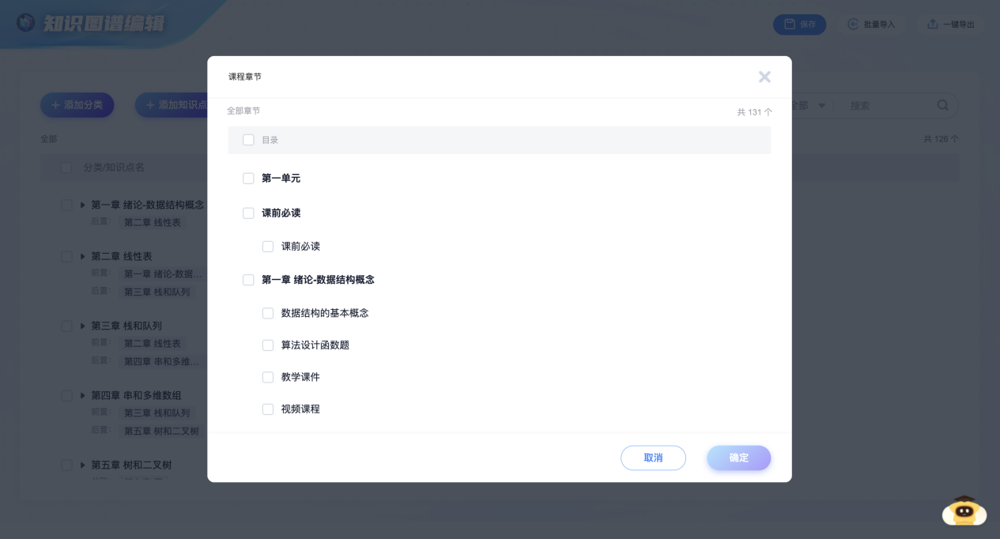 知识图谱编辑
保存
批量导入
一键导出
添加分类
添加知识点
全部
搜索
全部
共 126 个
分类/知识点名
第一章 绪论-数据结构概念
后置:
第二章 线性表
第二章 线性表
前置:
第一章 绪论-数据...
后置:
第三章 栈和队列
第三章 栈和队列
前置:
第二章 线性表
后置:
第四章 串和多维...
第四章 串和多维数组
前置:
第三章 栈和队列
后置:
第五章 树和二叉树
第五章 树和二叉树
课程章节
全部章节
共 131 个
目录
第一单元
课前必读
课前必读
第一章 绪论-数据结构概念
数据结构的基本概念
算法设计函数题
教学课件
视频课程
取消
确定